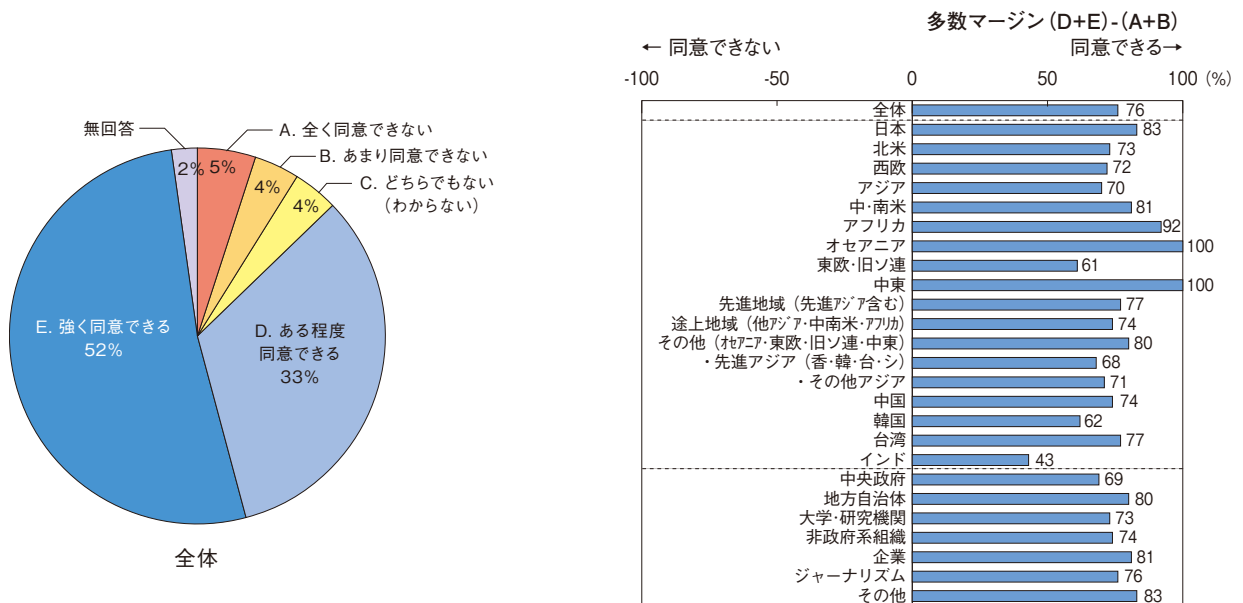 無回答
A. 全く同意できない
B. あまり同意できない
C. どちらでもない
（わからない）
2%
5%
4%
4%
E. 強く同意できる
52%
D. ある程度
同意できる
33%
全体
多数マージン(D+E)-(A+B)
← 同意できない
同意できる→
-100
-50
0
50
100 (%)
全体 76
日本 83
北米 73
西欧 72
アジア 70
中･南米 81
アフリカ 92
オセアニア 100
東欧･旧ソ連 61
中東 100
先進地域（先進ｱｼﾞｱ含む） 77
途上地域（他ｱｼﾞｱ･中南米･ｱﾌﾘｶ） 74
その他（ｵｾｱﾆｱ･東欧･旧ソ連･中東） 80
・先進アジア（香･韓･台･シ） 68
・その他アジア 71
中国 74
韓国 62
台湾 77
インド 43
中央政府 69
地方自治体 80
大学･研究機関 73
非政府系組織 74
企業 81
ジャーナリズム 76
その他 83